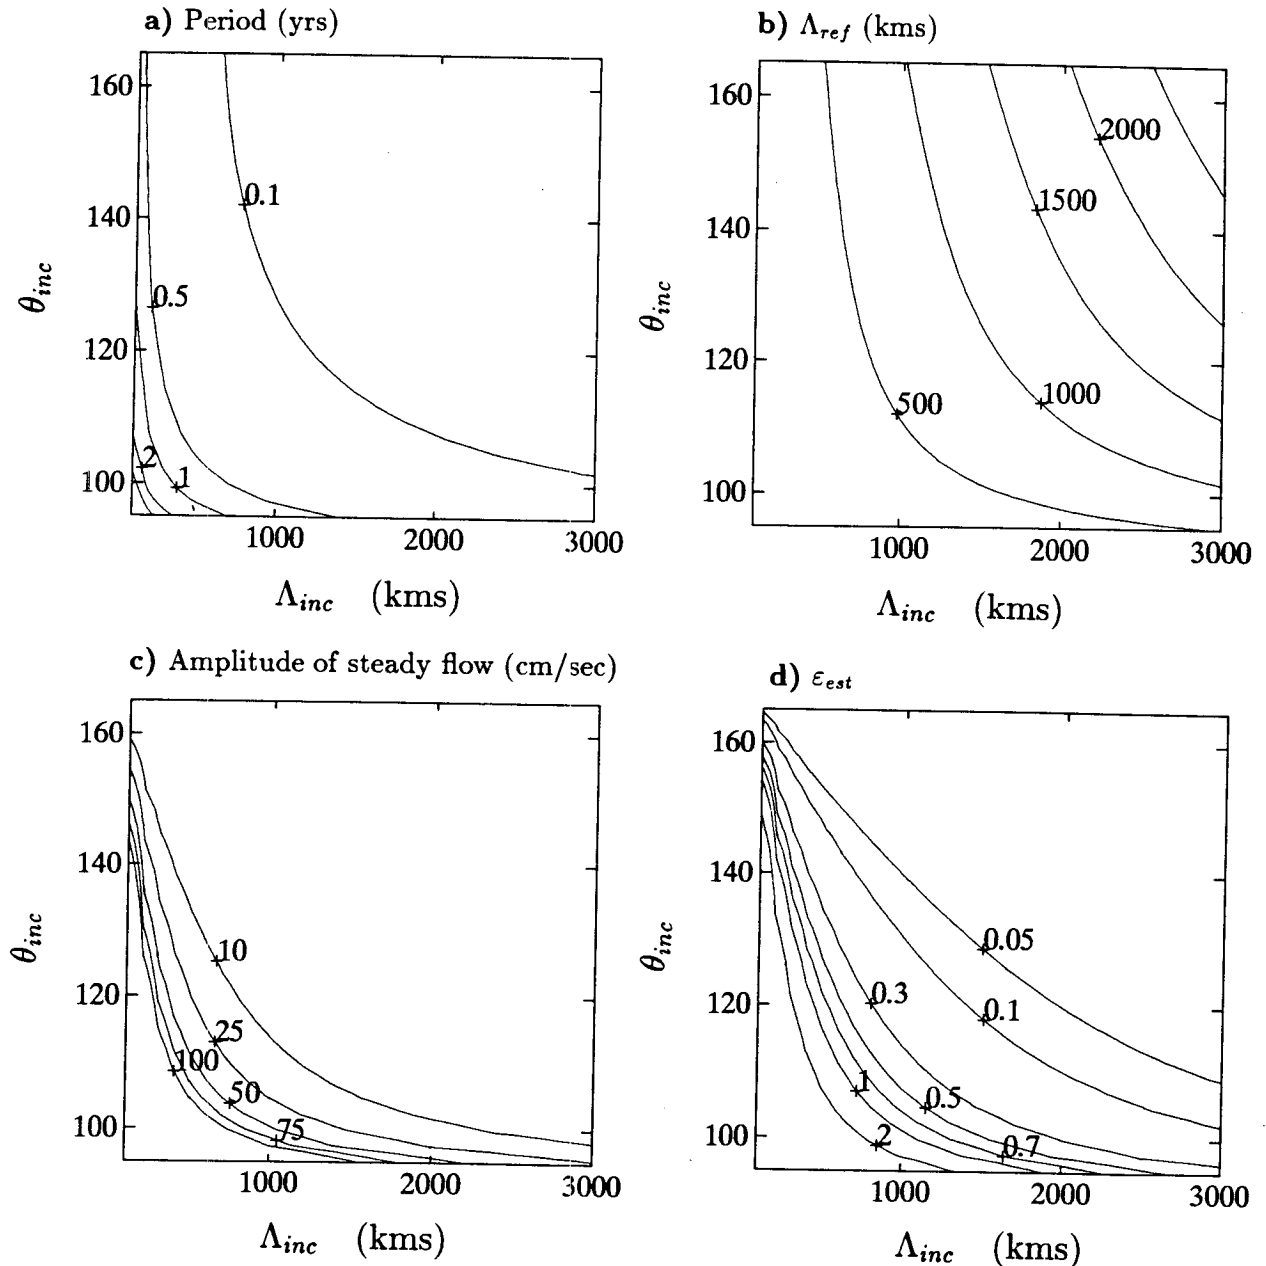 a) Period (yrs)
160
140
120
100
θinc
0.1
0.5
2
1
1000 2000 3000
Λinc (kms)
b) Λref (kms)
160
140
120
100
θinc
2000
1500
1000
500
1000 2000 3000
Λinc (kms)
c) Amplitude of steady flow (cm/sec)
160
140
120
100
θinc
10
25
100
50
75
1000 2000 3000
Λinc (kms)
d) εest
160
140
120
100
θinc
0.05
0.3
0.1
1
0.5
2
0.7
1000 2000 3000
Λinc (kms)